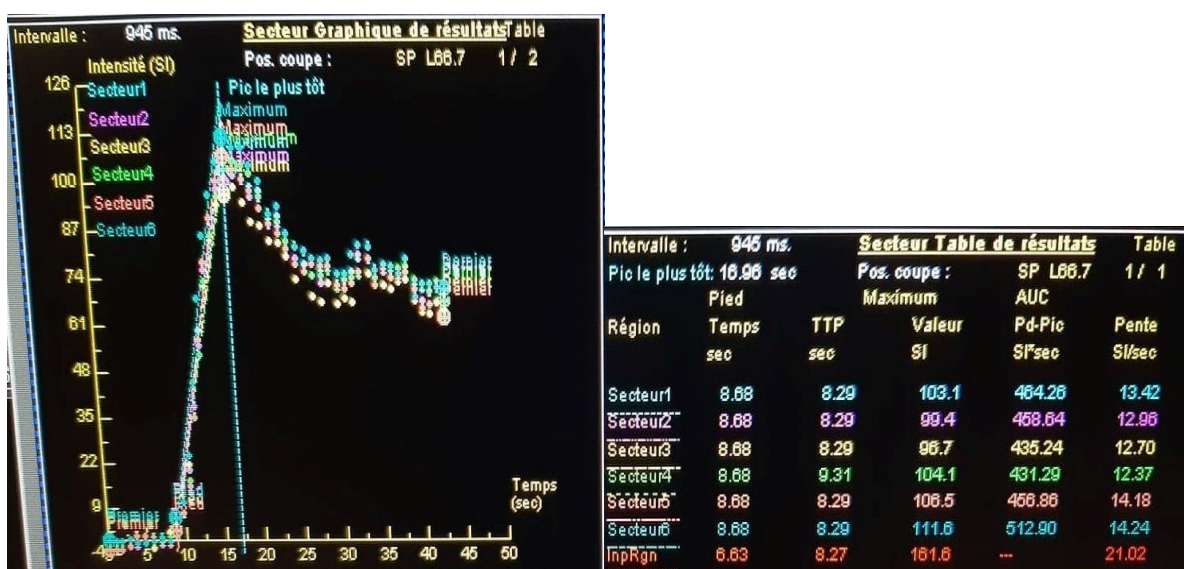 Intervalle : 945 ms. Secteur Graphique de résultats Table
Pos. coupe : SP L66.7 1 / 2
Intensité (SI)
Pic le plus tôt
126
Secteur1
Maximum
Secteur2
Maximum
113
Maximum
Secteur3
Maximum
Secteur4
100
Secteur5
87
Secteur6
74
Dernier
Dernier
61
48
35
22
Temps
(sec)
9
Premier
Pied
-4
5 10 15 20 25 30 35 40 45 50
Intervalle : 945 ms. Secteur Table de résultats Table
Pic le plus tôt: 16.96 sec Pos. coupe : SP L66.7 1 / 1
Pied Maximum AUC
Région Temps TTP Valeur Pd-Pic Pente
sec sec SI SI*sec SI/sec
Secteur1 8.68 8.29 103.1 464.26 13.42
Secteur2 8.68 8.29 99.4 458.64 12.96
Secteur3 8.68 8.29 96.7 435.24 12.70
Secteur4 8.68 9.31 104.1 431.29 12.37
Secteur5 8.68 8.29 106.5 456.86 14.18
Secteur6 8.68 8.29 111.6 512.90 14.24
InpRgn 6.63 8.27 161.6 --- 21.02